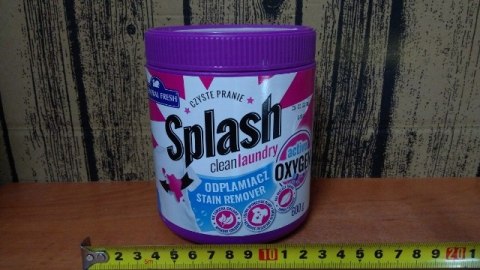 CZYSTE PRANIE
Splash
clean laundry
active
OXYGEN
ODPLAMIACZ
STAIN REMOVER
600 g
2 3 4 5 6 7 8 9 10 1 2 3 4 5 6 7 8 9 20 1